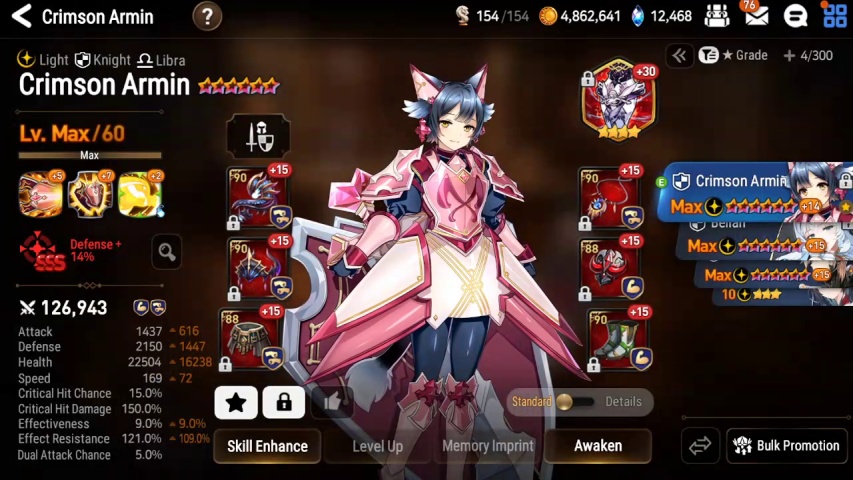 Crimson Armin
?
154/154
4,862,641
12,468
76
Light Knight Libra
Crimson Armin
+30
Grade
4/300
Lv. Max/60
Max
+5
+7
+2
SSS
Defense +
14%
126,943
Attack 1437 616
Defense 2150 1447
Health 22504 16238
Speed 169 72
Critical Hit Chance 15.0%
Critical Hit Damage 150.0%
Effectiveness 9.0% 9.0%
Effect Resistance 121.0% 109.0%
Dual Attack Chance 5.0%
90 +15
90 +15
88 +15
90 +15
88 +15
90 +15
E Crimson Armin
Max +14
Max +15
Max +15
10
Standard Details
Skill Enhance
Level Up
Memory Imprint
Awaken
Bulk Promotion